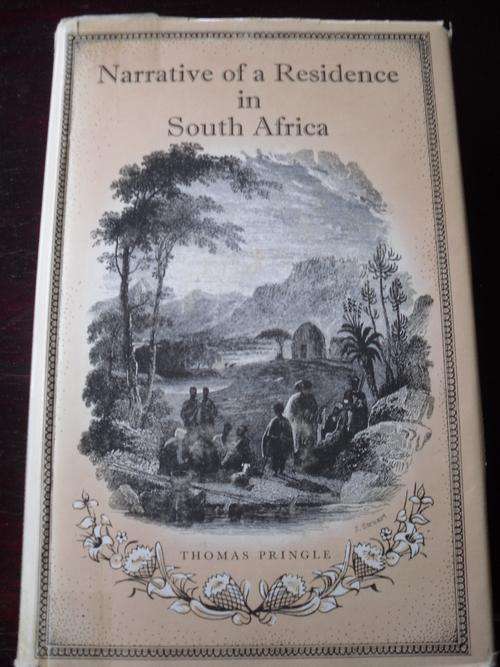 Narrative of a Residence
in
South Africa
THOMAS PRINGLE